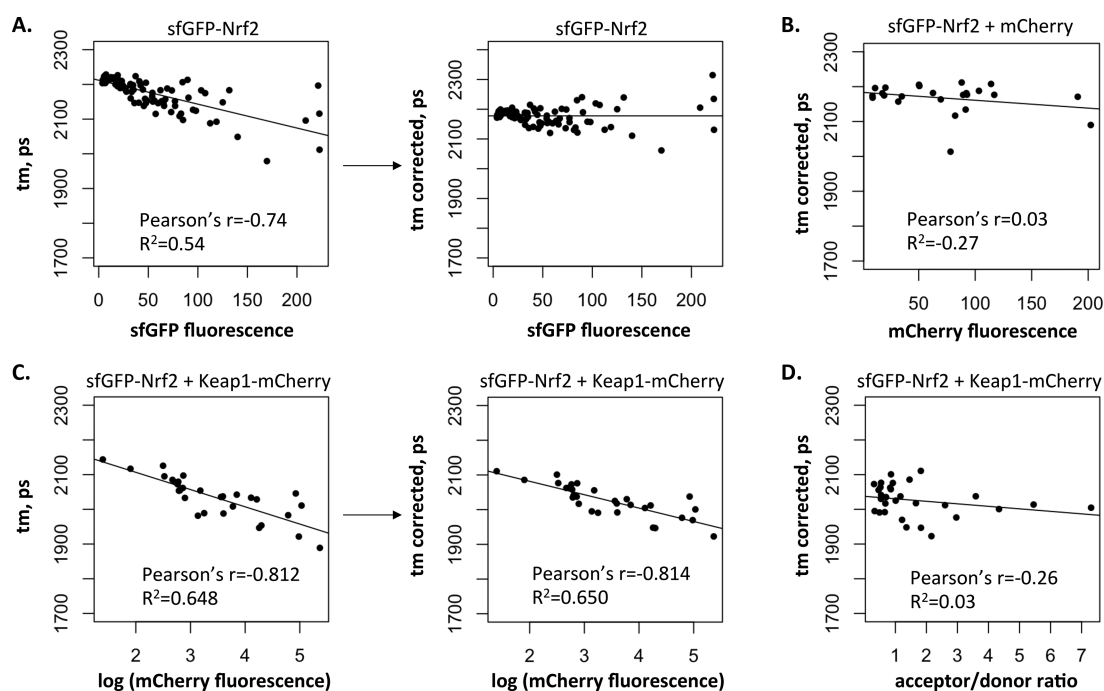 A.
sfGFP-Nrf2
tm, ps
2300
2100
1900
1700
Pearson’s r=-0.74
R²=0.54
0 50 100 150 200
sfGFP fluorescence
sfGFP-Nrf2
tm corrected, ps
2300
2100
1900
1700
0 50 100 150 200
sfGFP fluorescence
B.
sfGFP-Nrf2 + mCherry
tm corrected, ps
2300
2100
1900
1700
Pearson’s r=0.03
R²=-0.27
50 100 150 200
mCherry fluorescence
C.
sfGFP-Nrf2 + Keap1-mCherry
tm, ps
2300
2100
1900
1700
Pearson’s r=-0.812
R²=0.648
2 3 4 5
log (mCherry fluorescence)
sfGFP-Nrf2 + Keap1-mCherry
tm corrected, ps
2300
2100
1900
1700
Pearson’s r=-0.814
R²=0.650
2 3 4 5
log (mCherry fluorescence)
D.
sfGFP-Nrf2 + Keap1-mCherry
tm corrected, ps
2300
2100
1900
1700
Pearson’s r=-0.26
R²=0.03
1 2 3 4 5 6 7
acceptor/donor ratio